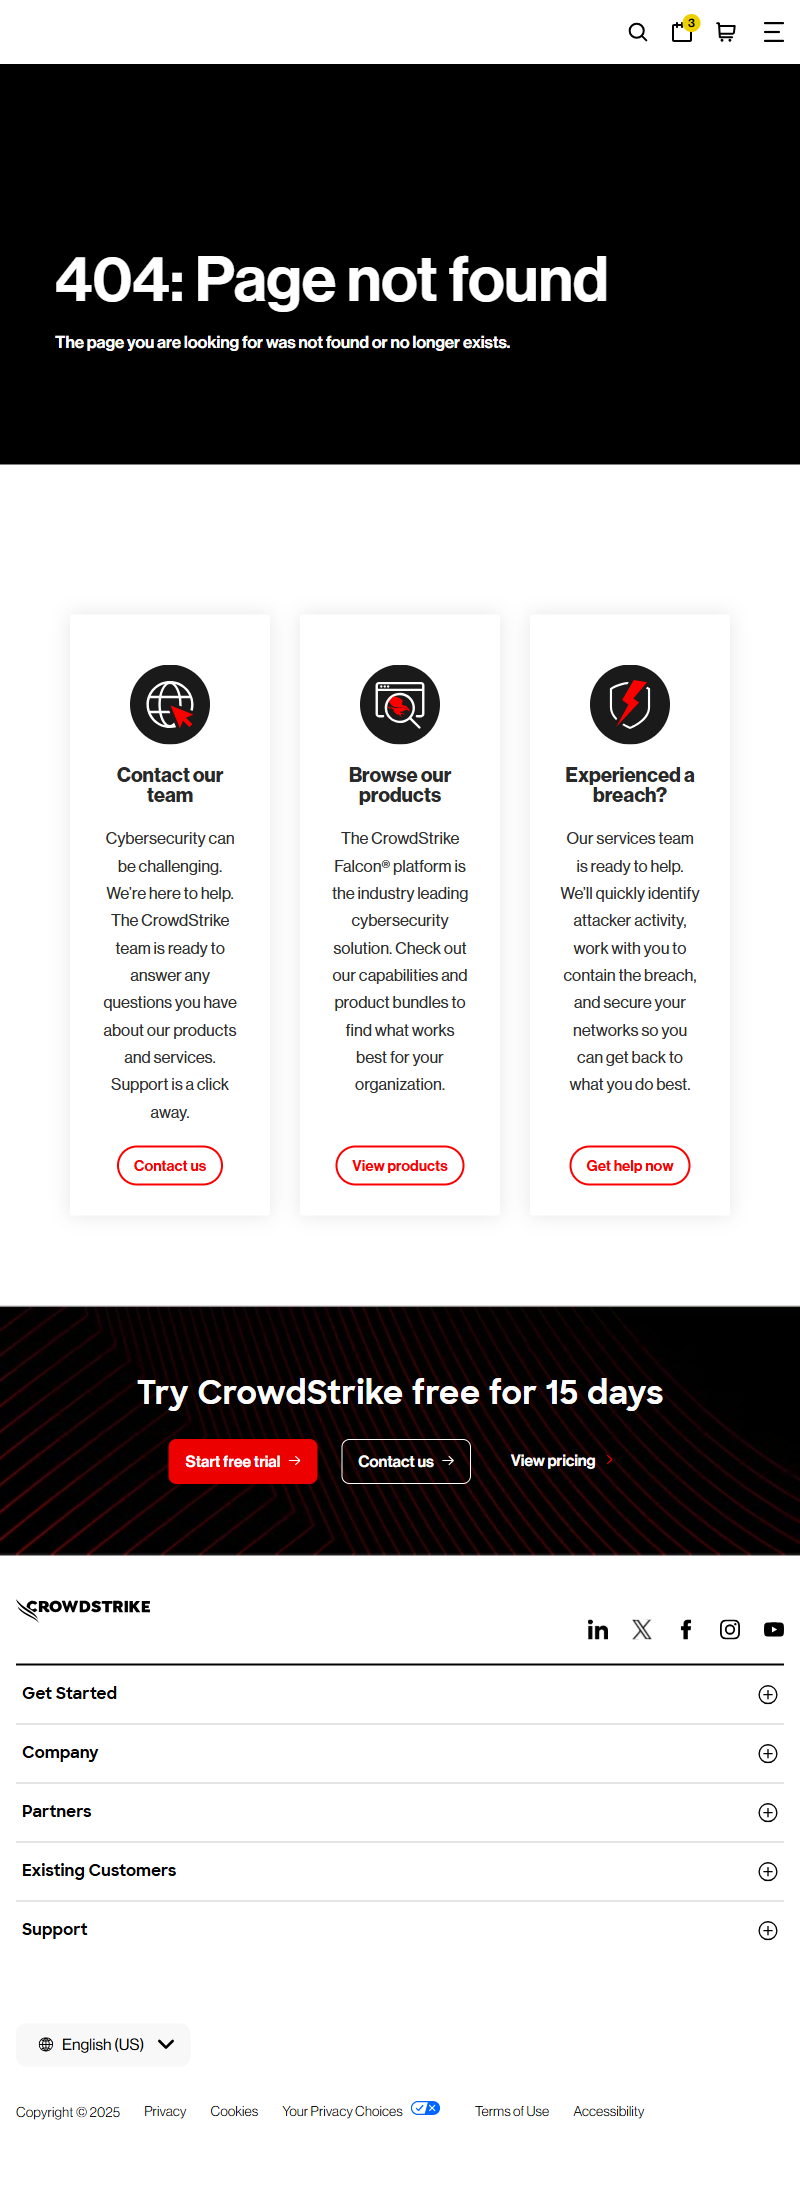 3
404: Page not found
The page you are looking for was not found or no longer exists.
Contact our
team
Cybersecurity can
be challenging.
We're here to help.
The CrowdStrike
team is ready to
answer any
questions you have
about our products
and services.
Support is a click
away.
Contact us
Browse our
products
The CrowdStrike
Falcon® platform is
the industry leading
cybersecurity
solution. Check out
our capabilities and
product bundles to
find what works
best for your
organization.
View products
Experienced a
breach?
Our services team
is ready to help.
We'll quickly identify
attacker activity,
work with you to
contain the breach,
and secure your
networks so you
can get back to
what you do best.
Get help now
Try CrowdStrike free for 15 days
Start free trial → Contact us → View pricing
CROWDSTRIKE
Get Started
Company
Partners
Existing Customers
Support
English (US)
Copyright © 2025 Privacy Cookies Your Privacy Choices Terms of Use Accessibility